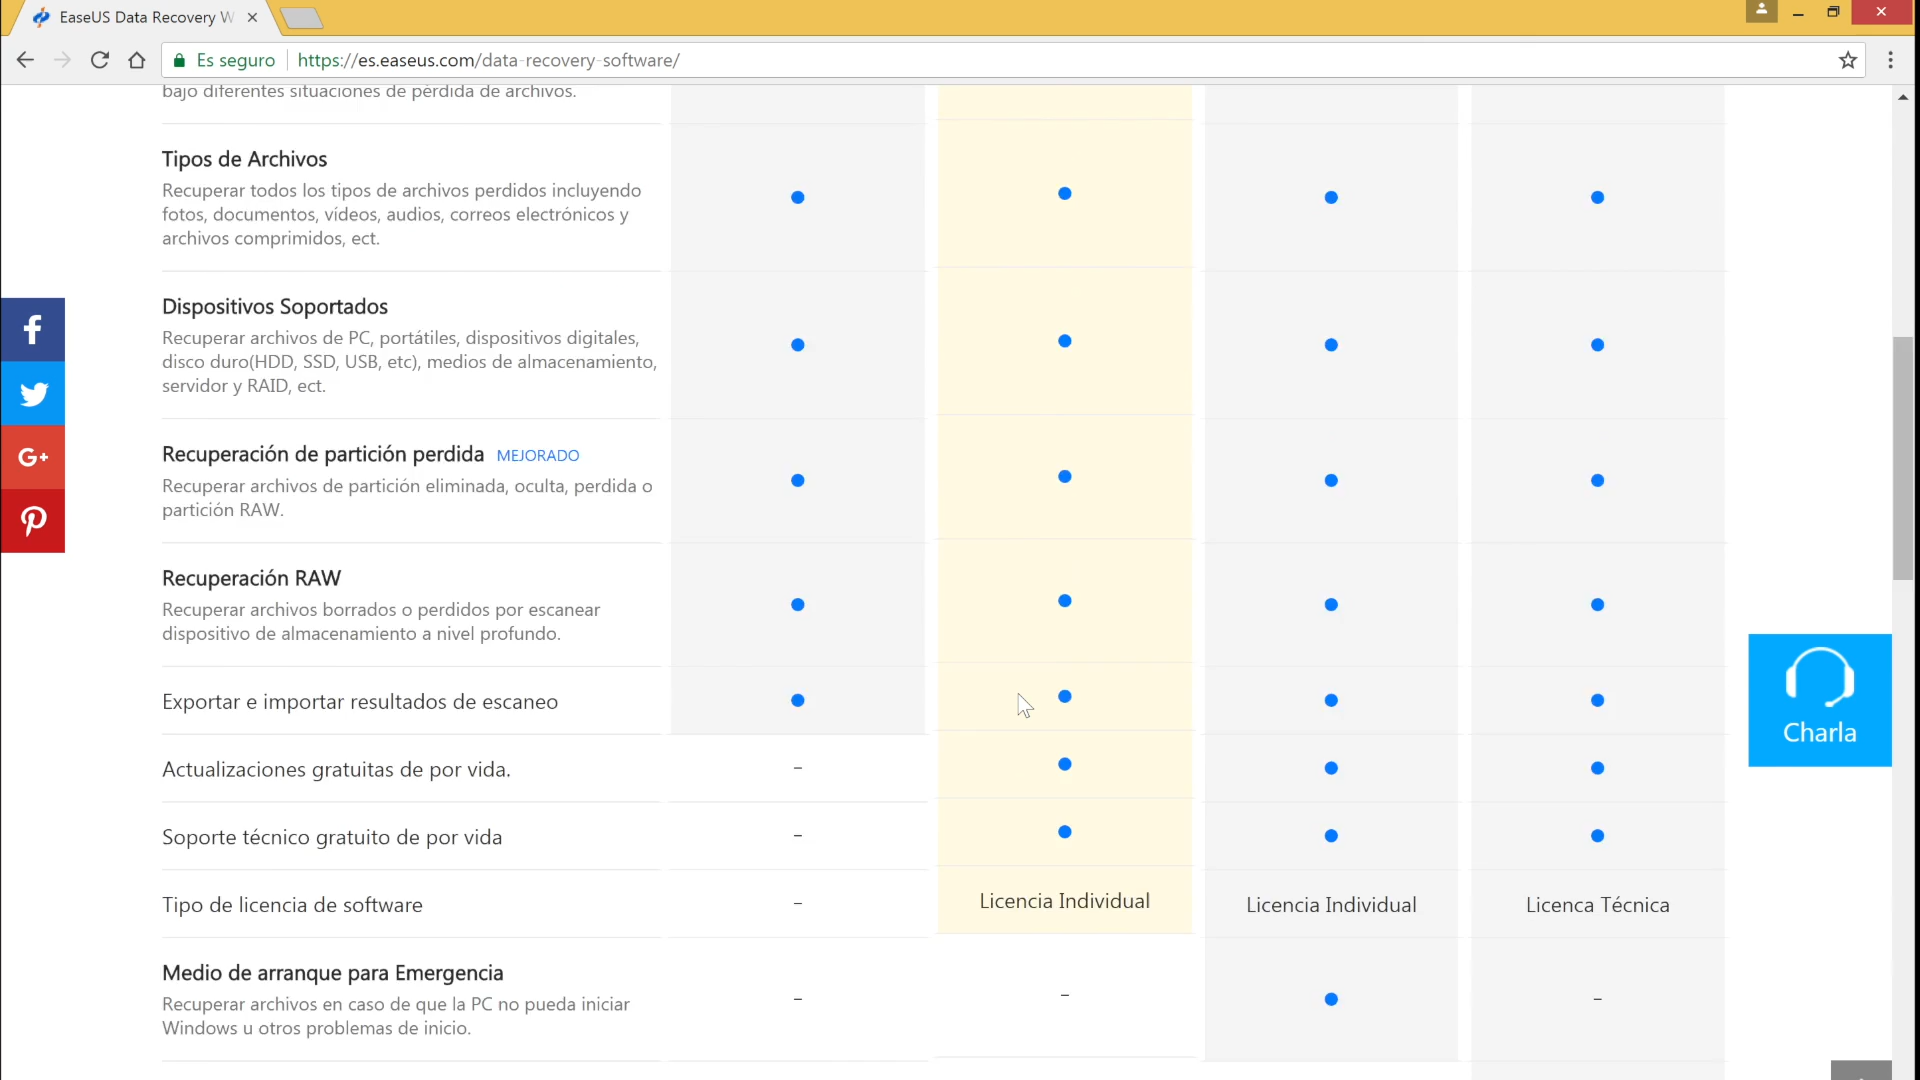 EaseUS Data Recovery W
Es seguro
https://es.easeus.com/data-recovery-software/
bajo diferentes situaciones de pérdida de archivos.
Tipos de Archivos
Recuperar todos los tipos de archivos perdidos incluyendo
fotos, documentos, vídeos, audios, correos electrónicos y
archivos comprimidos, ect.
Dispositivos Soportados
Recuperar archivos de PC, portátiles, dispositivos digitales,
disco duro(HDD, SSD, USB, etc), medios de almacenamiento,
servidor y RAID, ect.
Recuperación de partición perdida MEJORADO
Recuperar archivos de partición eliminada, oculta, perdida o
partición RAW.
Recuperación RAW
Recuperar archivos borrados o perdidos por escanear
dispositivo de almacenamiento a nivel profundo.
Exportar e importar resultados de escaneo
Actualizaciones gratuitas de por vida. –
Soporte técnico gratuito de por vida –
Tipo de licencia de software – Licencia Individual Licencia Individual Licenca Técnica
Medio de arranque para Emergencia
Recuperar archivos en caso de que la PC no pueda iniciar
Windows u otros problemas de inicio.
– – –
f
G+
Charla